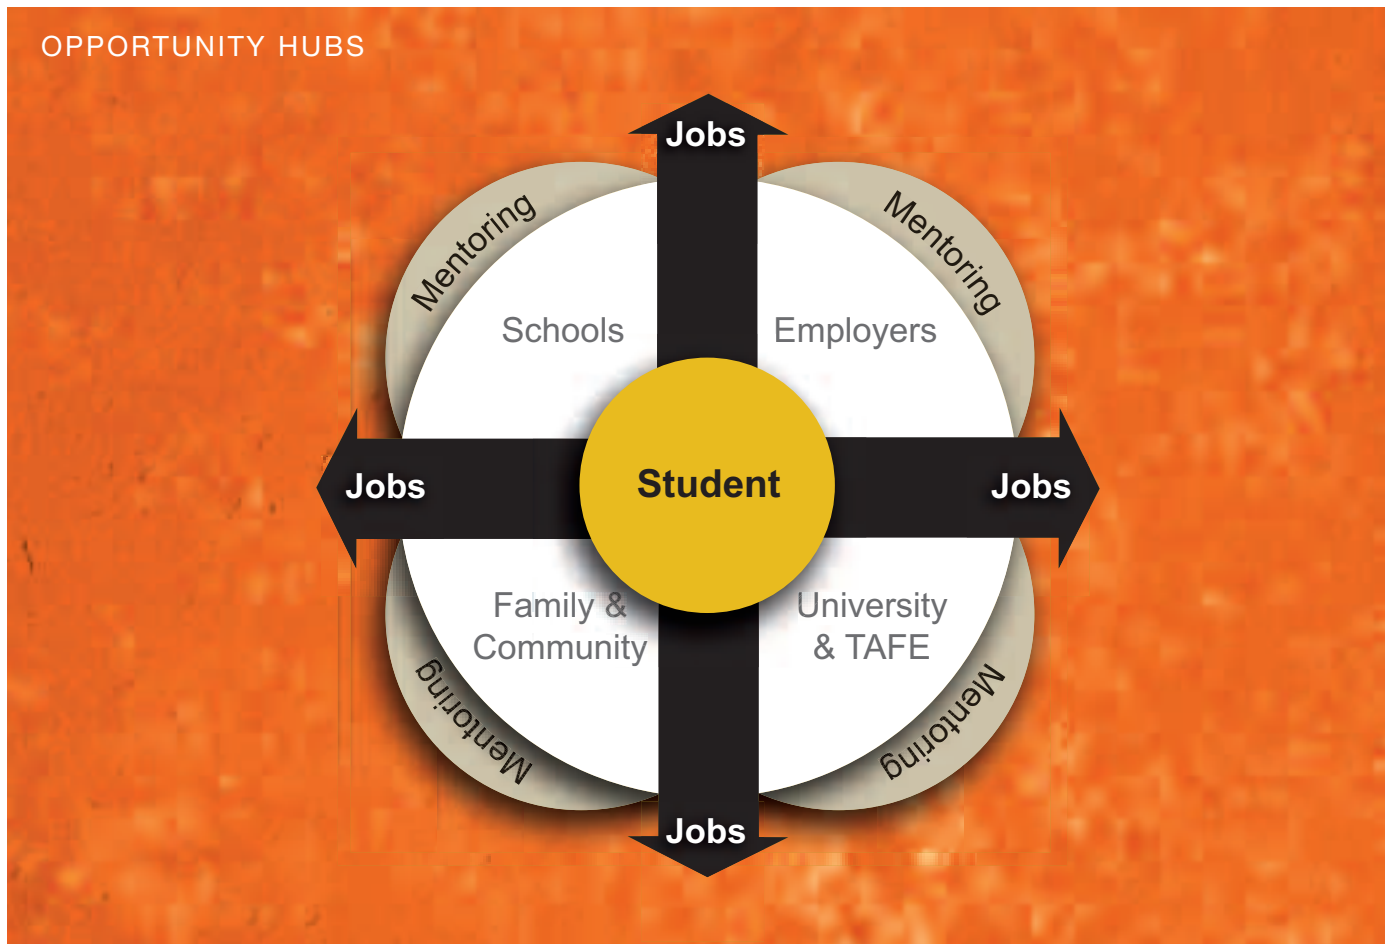 OPPORTUNITY HUBS
Jobs
Mentoring
Mentoring
Schools
Employers
Jobs
Student
Jobs
Family &
Community
University
& TAFE
Mentoring
Mentoring
Jobs